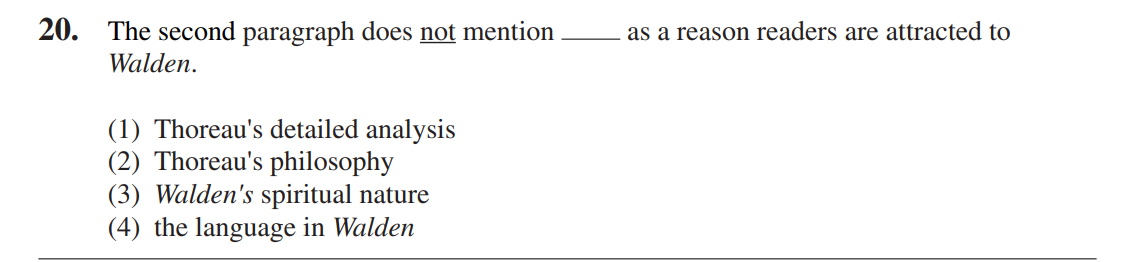 20. The second paragraph does not mention ____ as a reason readers are attracted to
Walden.
(1) Thoreau's detailed analysis
(2) Thoreau's philosophy
(3) Walden's spiritual nature
(4) the language in Walden